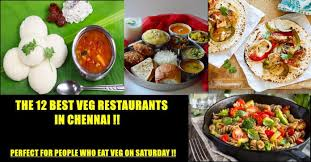 THE 12 BEST VEG RESTAURANTS
IN CHENNAI !!
PERFECT FOR PEOPLE WHO EAT VEG ON SATURDAY !!